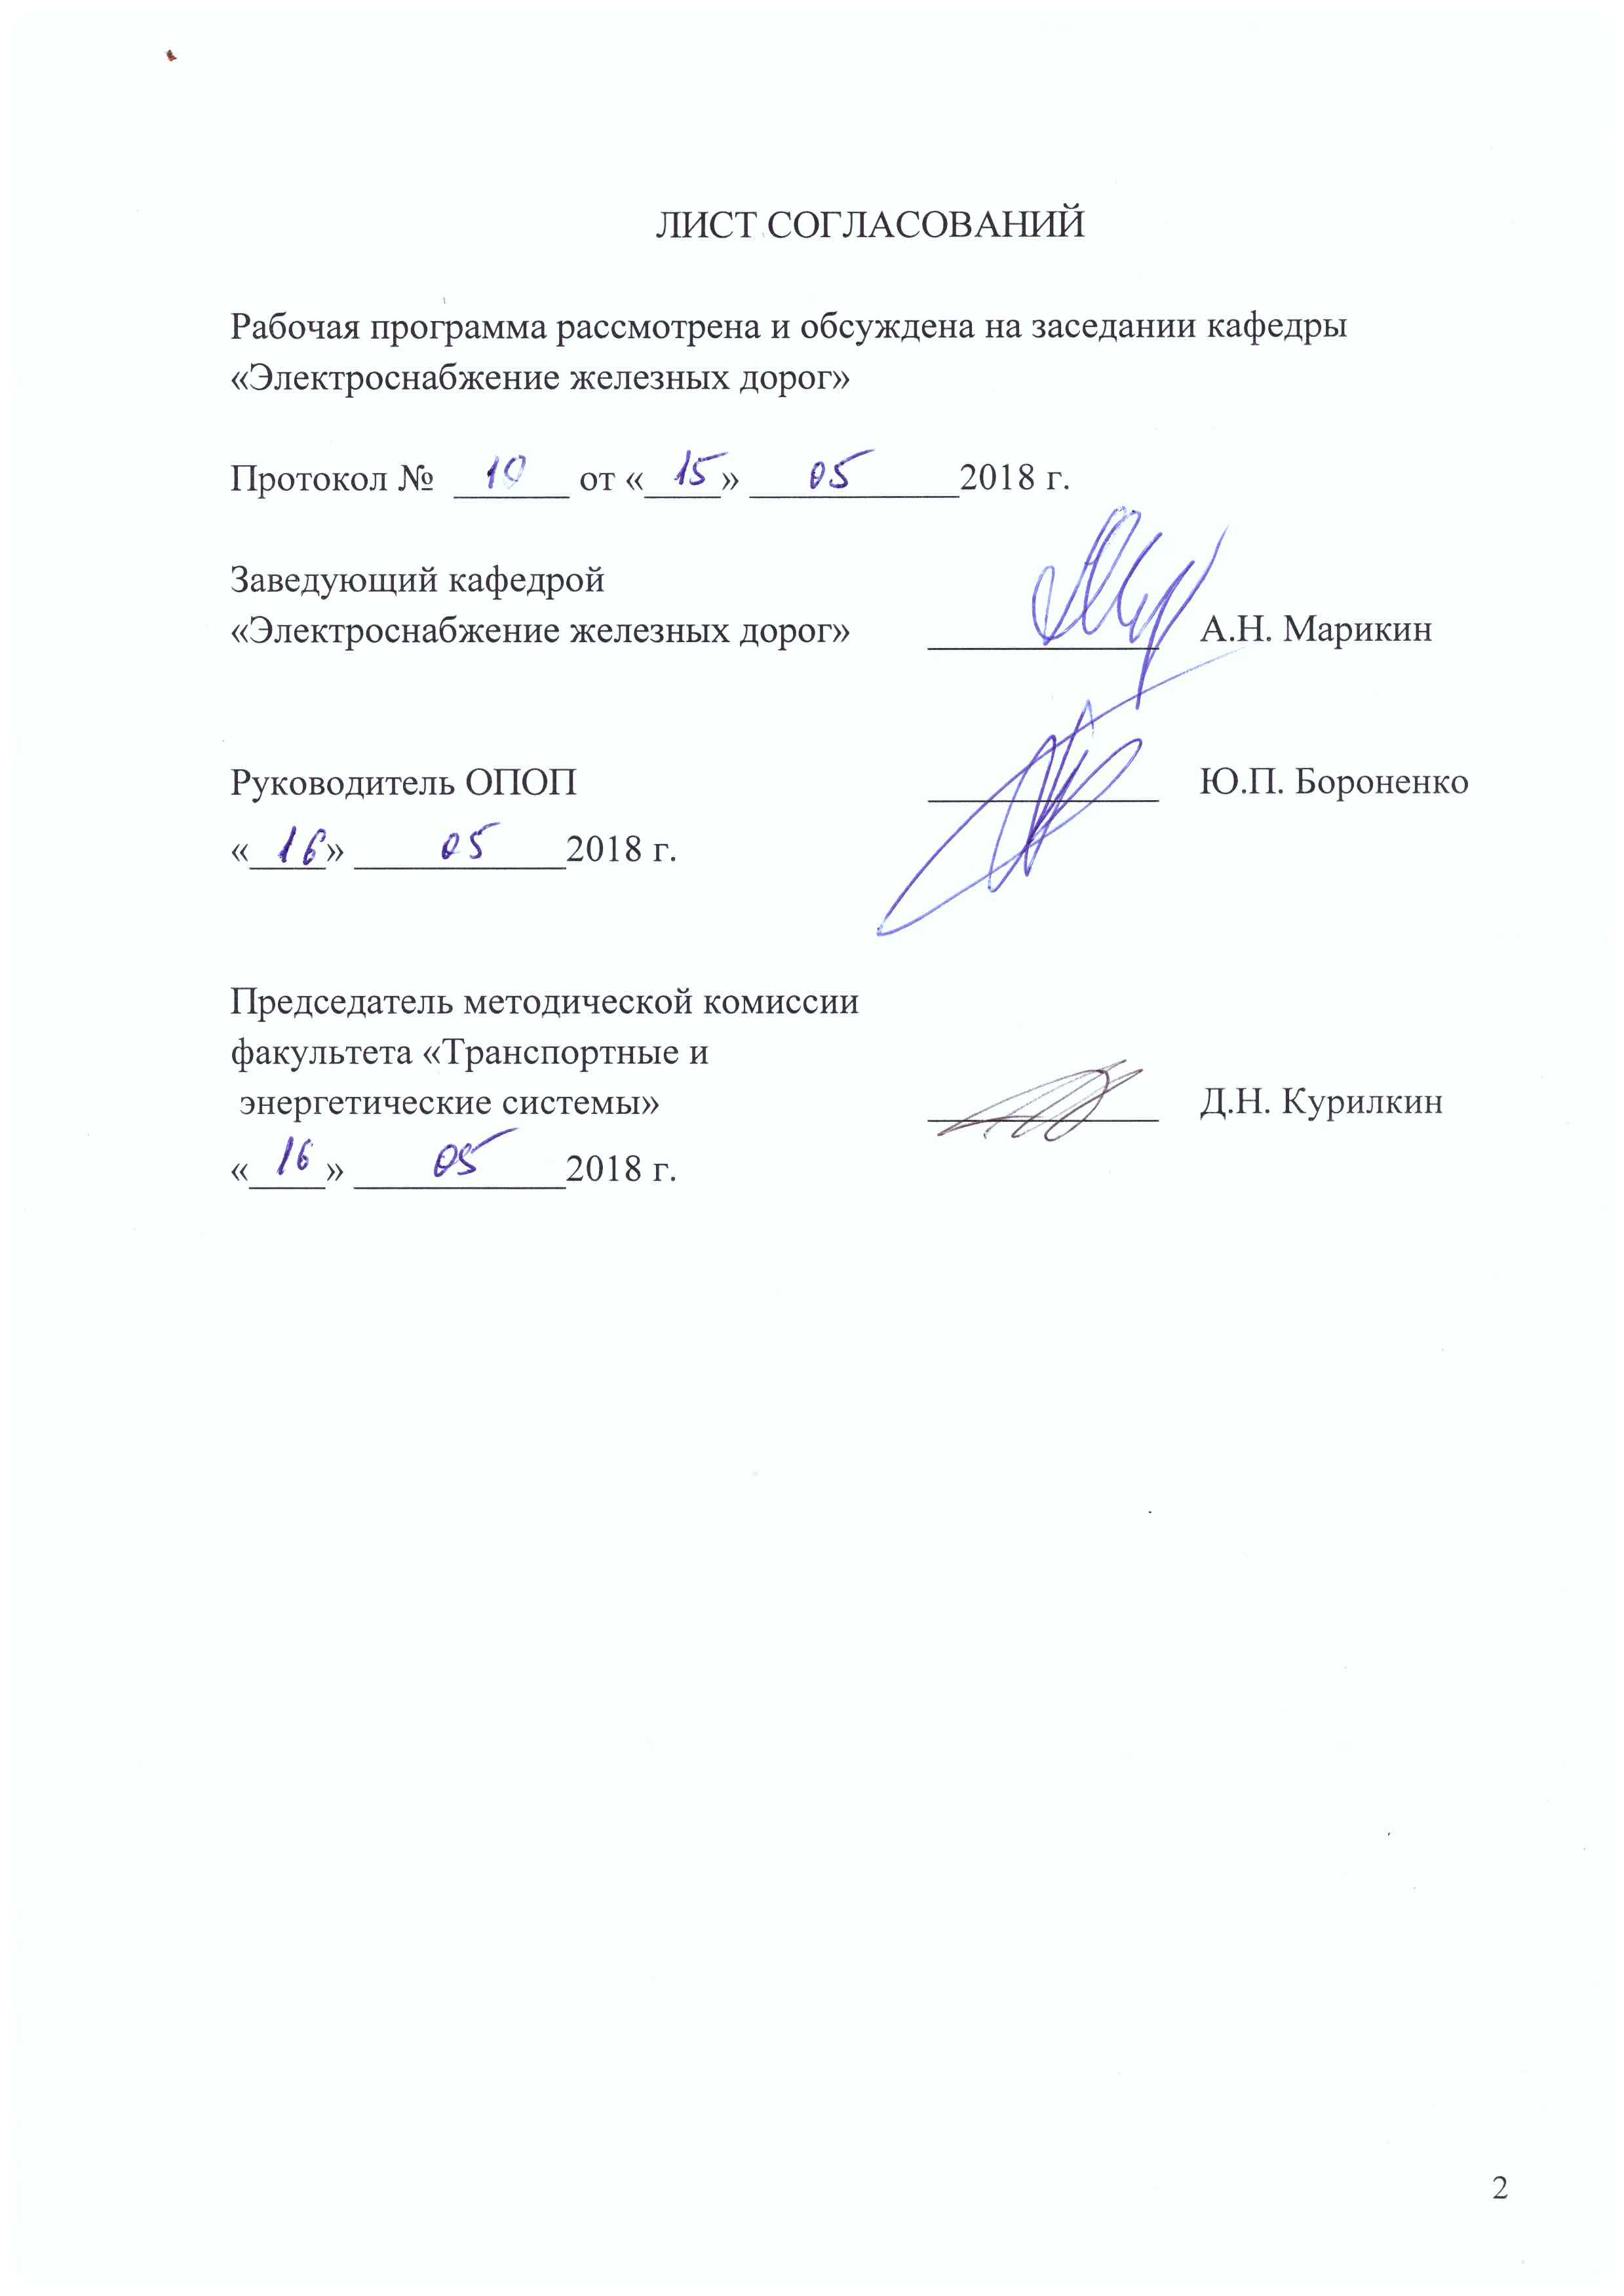 ЛИСТ СОГЛАСОВАНИЙ
Рабочая программа рассмотрена и обсуждена на заседании кафедры
«Электроснабжение железных дорог»
Протокол № 10 от «15» 05 2018 г.
Заведующий кафедрой
«Электроснабжение железных дорог» А.Н. Марикин
Руководитель ОПОП Ю.П. Бороненко
«16» 05 2018 г.
Председатель методической комиссии
факультета «Транспортные и
энергетические системы» Д.Н. Курилкин
«16» 05 2018 г.
2